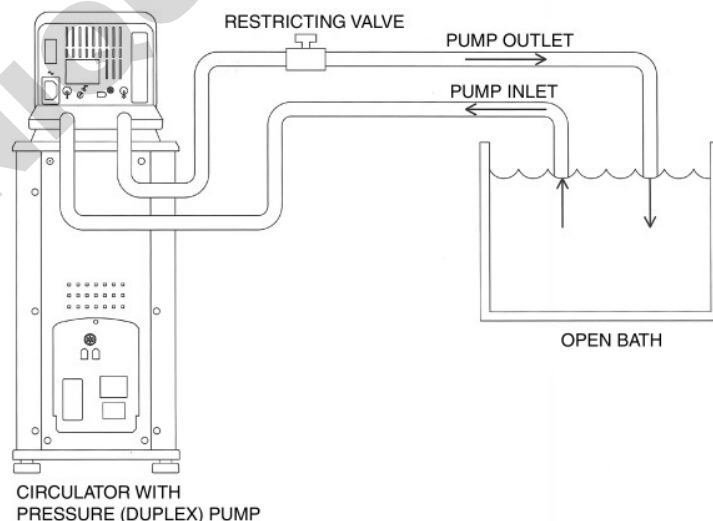 RESTRICTING VALVE
PUMP OUTLET
PUMP INLET
OPEN BATH
CIRCULATOR WITH
PRESSURE (DUPLEX) PUMP